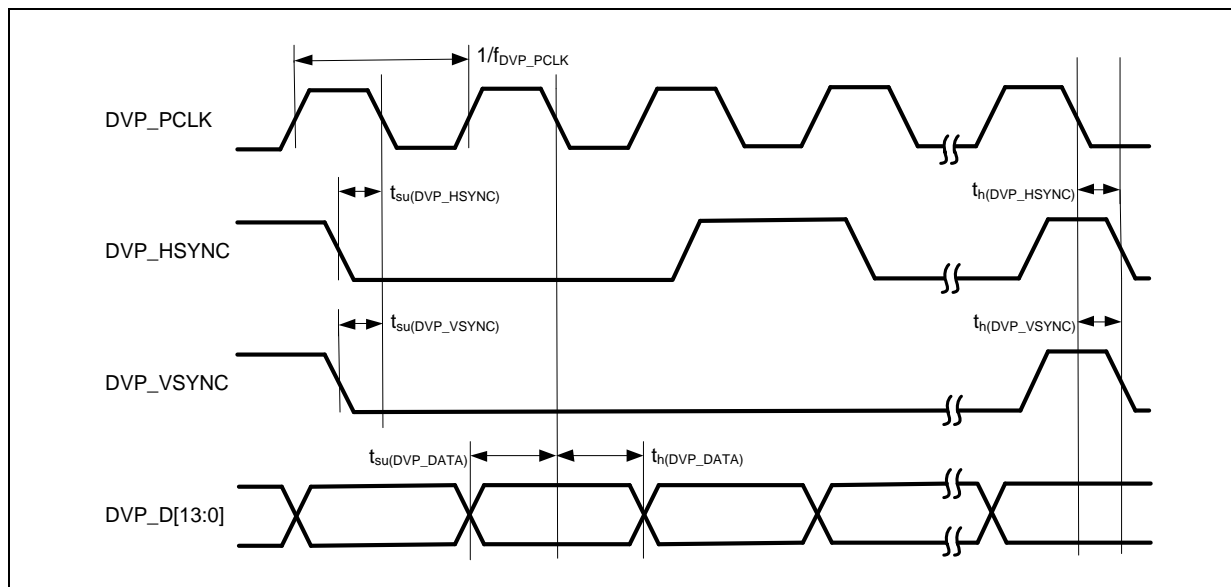 1/fDVP_PCLK
DVP_PCLK
tsu(DVP_HSYNC)
th(DVP_HSYNC)
DVP_HSYNC
tsu(DVP_VSYNC)
th(DVP_VSYNC)
DVP_VSYNC
tsu(DVP_DATA)
th(DVP_DATA)
DVP_D[13:0]